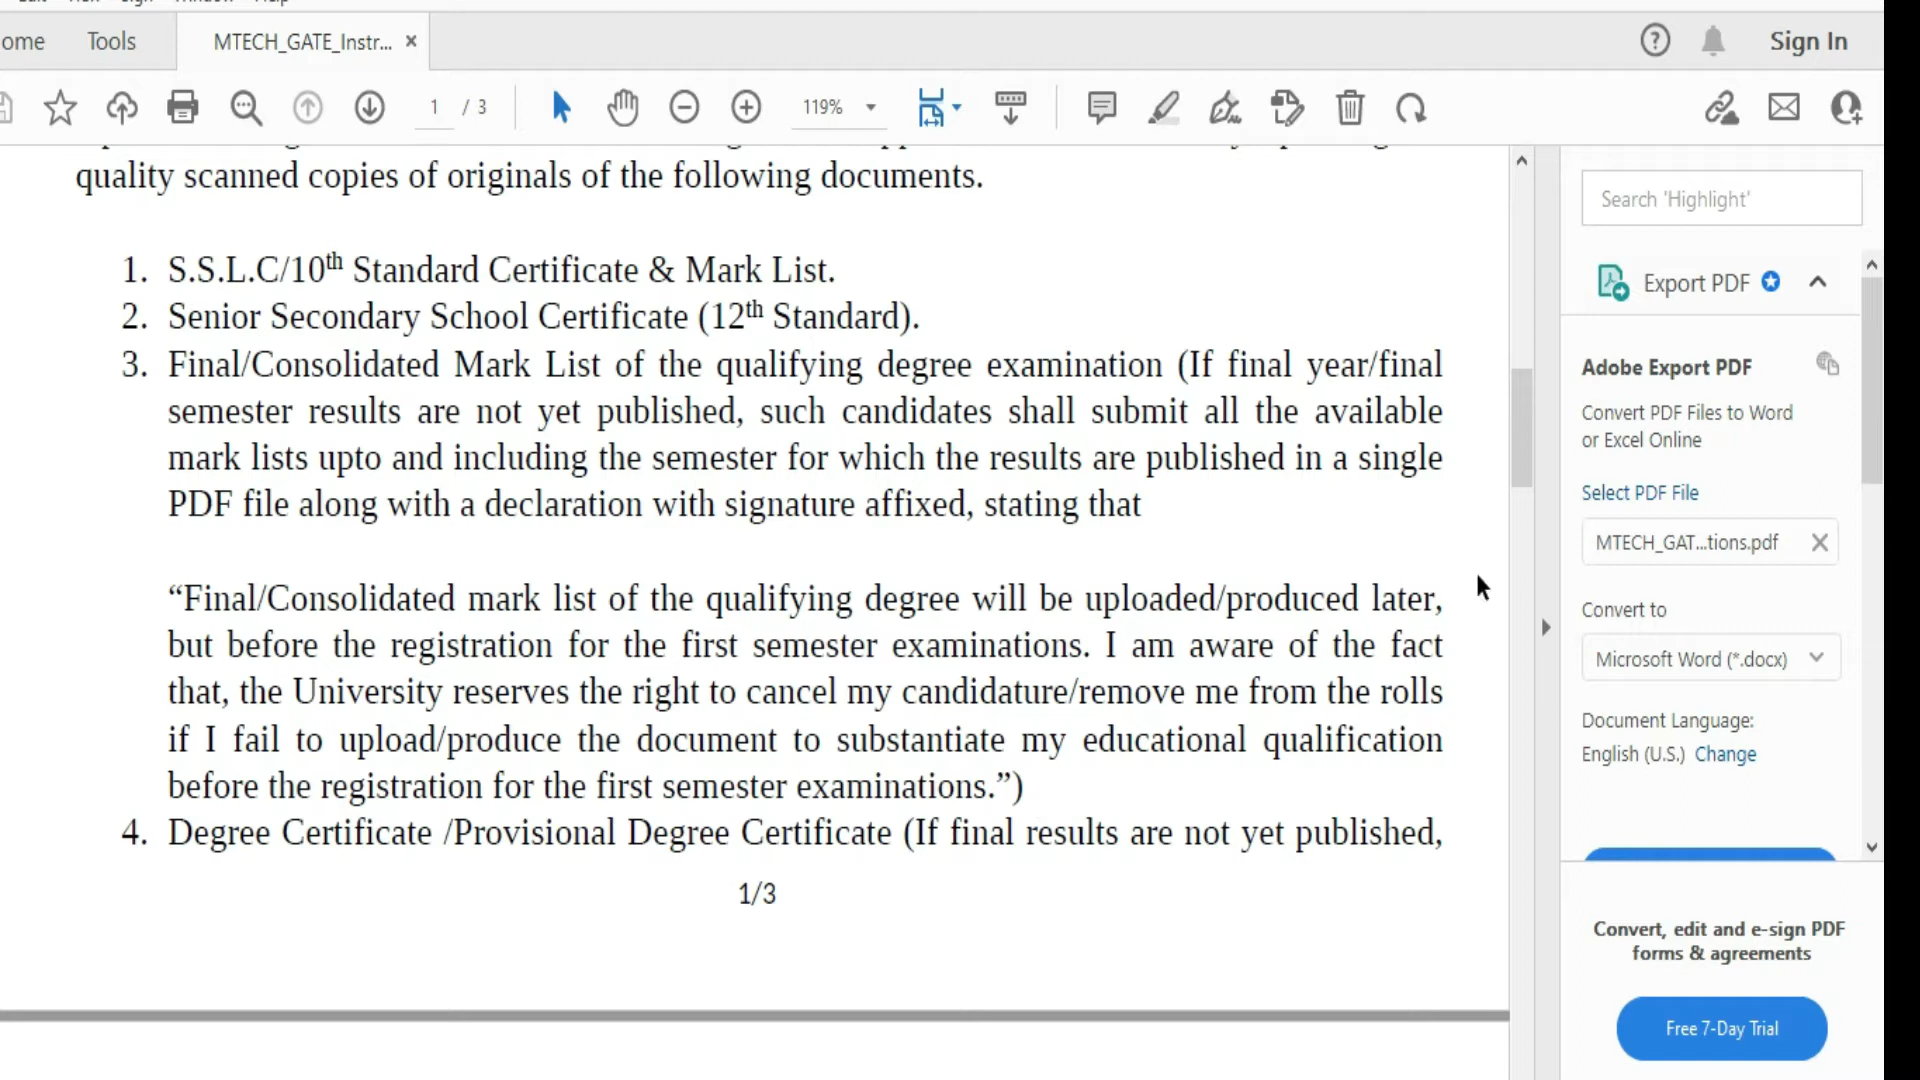 ome Tools MTECH_GATE_Instr... × ? Sign In
1 / 3 119%
quality scanned copies of originals of the following documents.
1. S.S.L.C/10th Standard Certificate & Mark List.
2. Senior Secondary School Certificate (12th Standard).
3. Final/Consolidated Mark List of the qualifying degree examination (If final year/final
semester results are not yet published, such candidates shall submit all the available
mark lists upto and including the semester for which the results are published in a single
PDF file along with a declaration with signature affixed, stating that
“Final/Consolidated mark list of the qualifying degree will be uploaded/produced later,
but before the registration for the first semester examinations. I am aware of the fact
that, the University reserves the right to cancel my candidature/remove me from the rolls
if I fail to upload/produce the document to substantiate my educational qualification
before the registration for the first semester examinations.”)
4. Degree Certificate /Provisional Degree Certificate (If final results are not yet published,
1/3
Search 'Highlight'
Export PDF
Adobe Export PDF
Convert PDF Files to Word
or Excel Online
Select PDF File
MTECH_GAT...tions.pdf
Convert to
Microsoft Word (*.docx)
Document Language:
English (U.S.) Change
Convert, edit and e-sign PDF
forms & agreements
Free 7-Day Trial